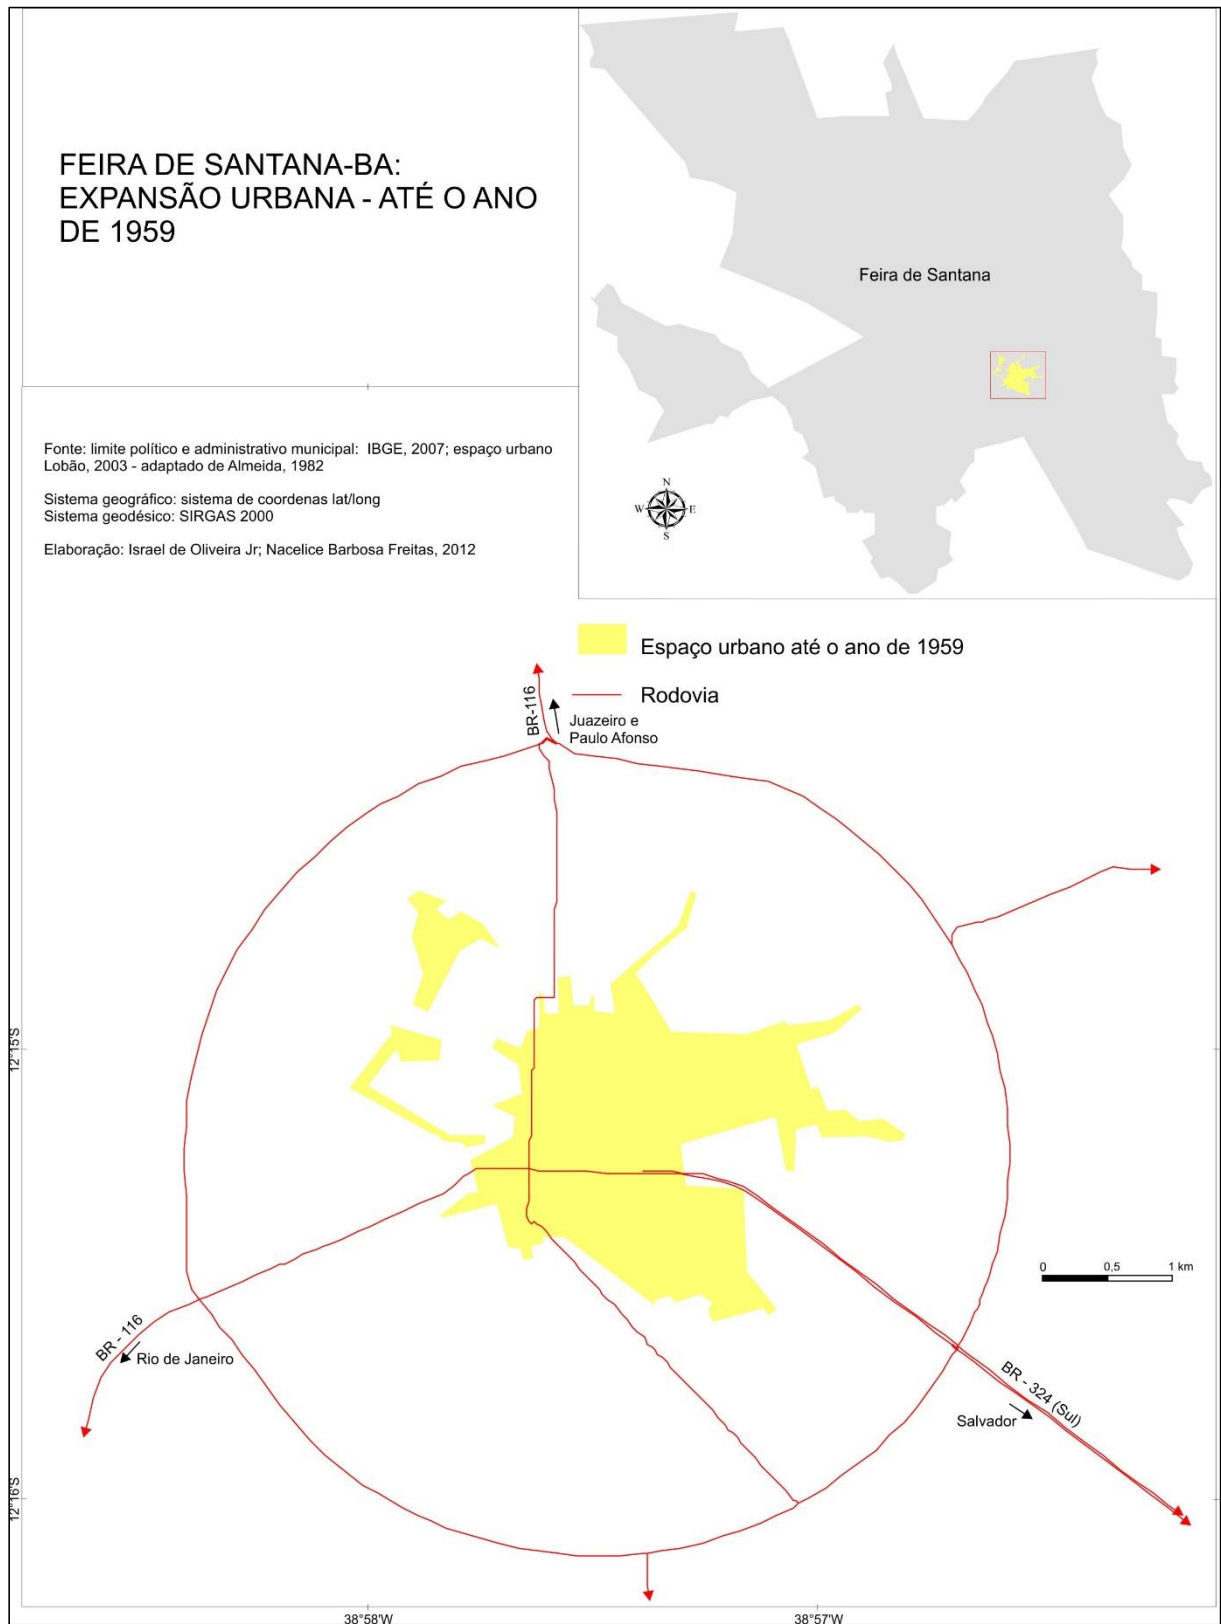 FEIRA DE SANTANA-BA:
EXPANSÃO URBANA - ATÉ O ANO
DE 1959
Feira de Santana
Fonte: limite político e administrativo municipal: IBGE, 2007; espaço urbano
Lobão, 2003 - adaptado de Almeida, 1982
Sistema geográfico: sistema de coordenas lat/long
Sistema geodésico: SIRGAS 2000
Elaboração: Israel de Oliveira Jr; Nacelice Barbosa Freitas, 2012
N
W
E
S
Espaço urbano até o ano de 1959
Rodovia
BR-116
Juazeiro e
Paulo Afonso
12°15'S
0 0,5 1 km
BR - 116
Rio de Janeiro
BR - 324 (Sul)
Salvador
12°16'S
38°58'W
38°57'W